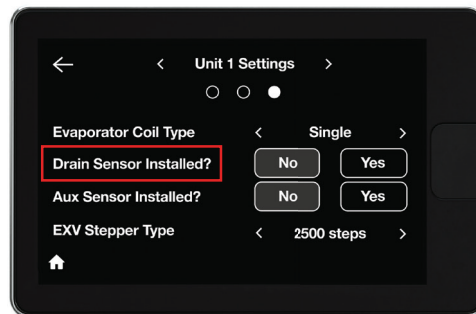 Unit 1 Settings
Evaporator Coil Type Single
Drain Sensor Installed? No Yes
Aux Sensor Installed? No Yes
EXV Stepper Type 2500 steps